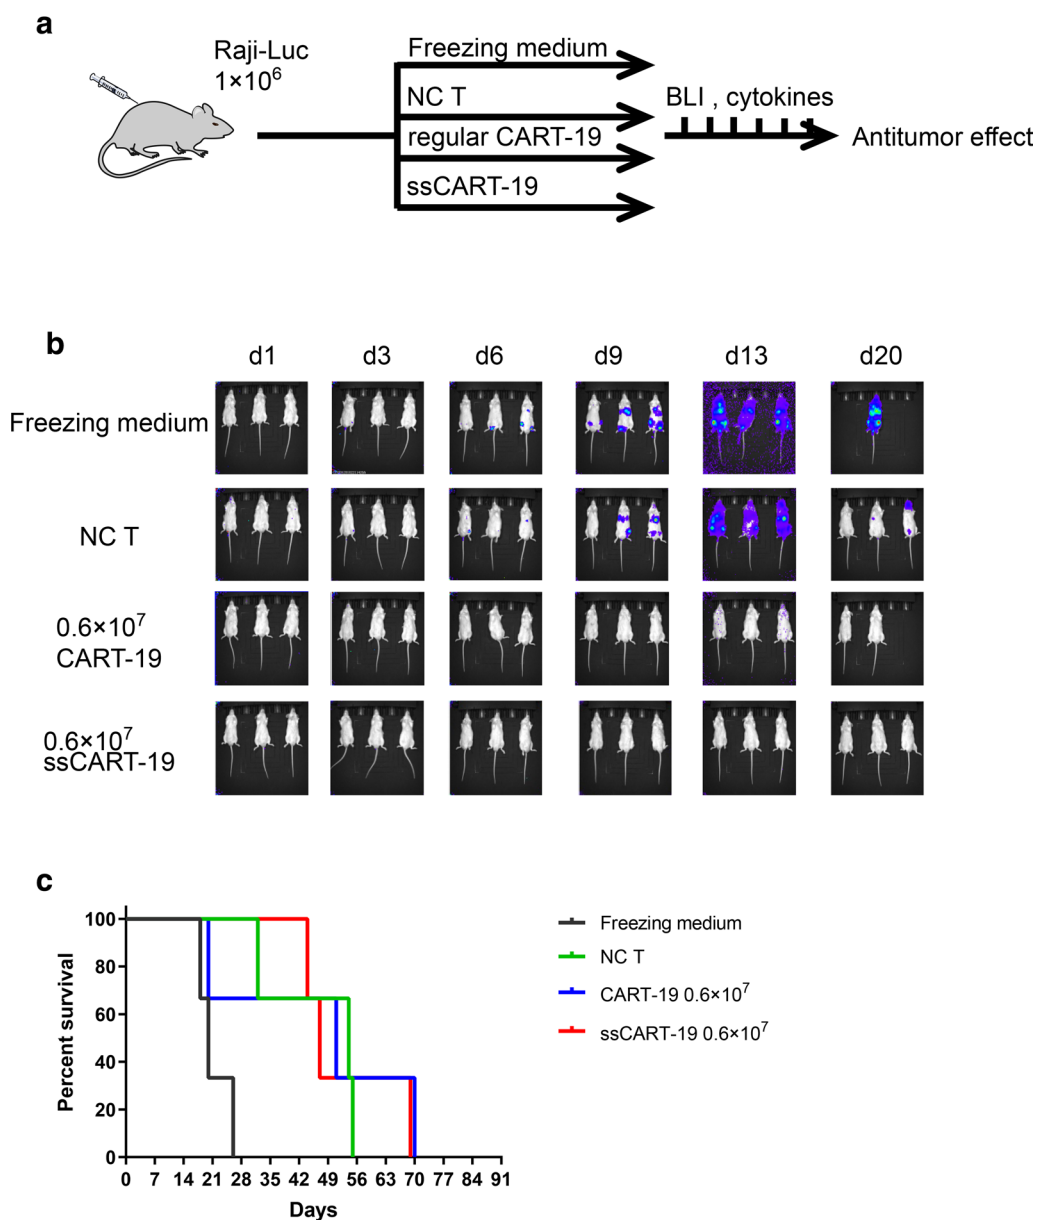 a
Raji-Luc
1×10⁶
Freezing medium
NC T
regular CART-19
ssCART-19
BLI , cytokines
Antitumor effect
b
d1 d3 d6 d9 d13 d20
Freezing medium
NC T
0.6×10⁷
CART-19
0.6×10⁷
ssCART-19
c
Percent survival
100
80
60
40
20
0
0 7 14 21 28 35 42 49 56 63 70 77 84 91
Days
Freezing medium
NC T
CART-19 0.6×10⁷
ssCART-19 0.6×10⁷